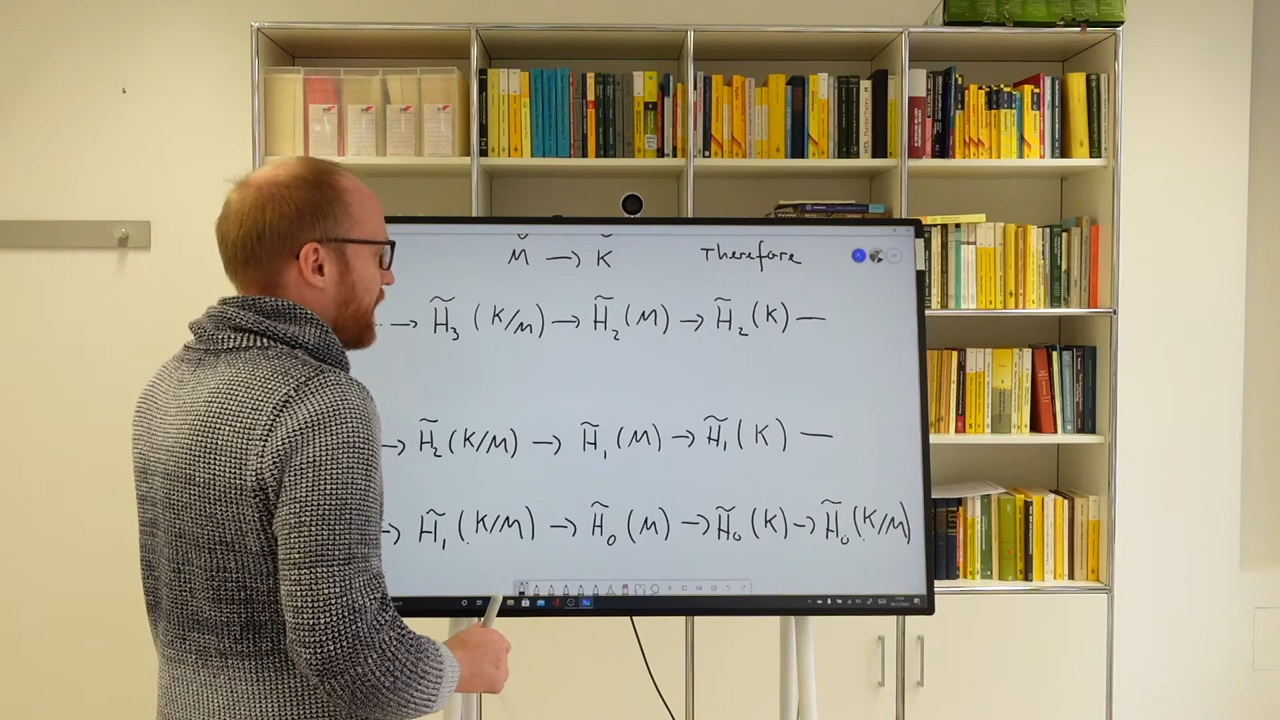 M̌ → Ǩ Therefore
→ H̃₃(K/M) → H̃₂(M) → H̃₂(K) —
→ H̃₂(K/M) → H̃₁(M) → H̃₁(K) —
→ H̃₁(K/M) → H̃₀(M) → H̃₀(K) → H̃₀(K/M)